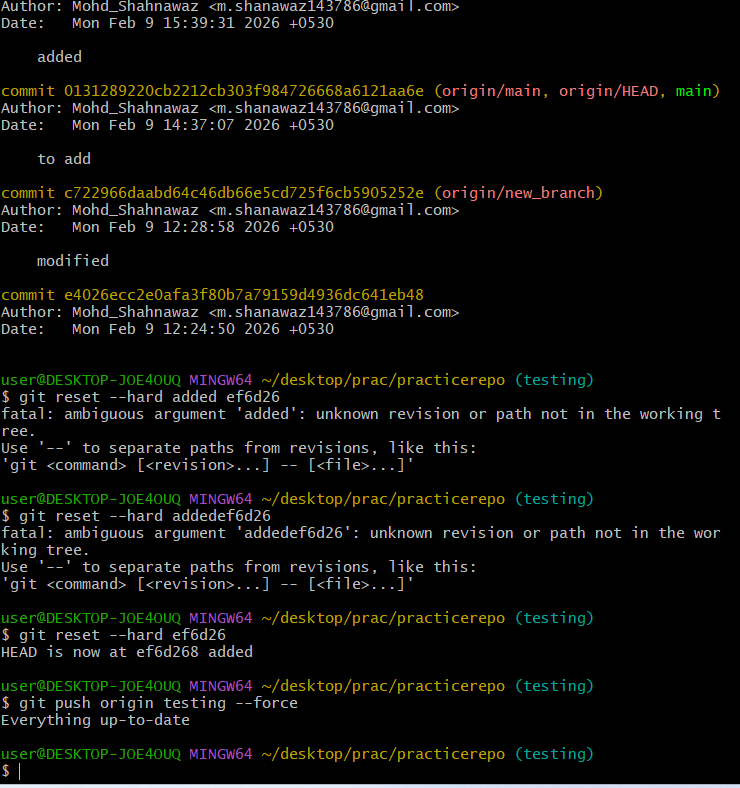 Author: Mohd_Shahnawaz <m.shanawaz143786@gmail.com>
Date:   Mon Feb 9 15:39:31 2026 +0530
    added
commit 0131289220cb2212cb303f984726668a6121aa6e (origin/main, origin/HEAD, main)
Author: Mohd_Shahnawaz <m.shanawaz143786@gmail.com>
Date:   Mon Feb 9 14:37:07 2026 +0530
    to add
commit c722966daabd64c46db66e5cd725f6cb5905252e (origin/new_branch)
Author: Mohd_Shahnawaz <m.shanawaz143786@gmail.com>
Date:   Mon Feb 9 12:28:58 2026 +0530
    modified
commit e4026ecc2e0afa3f80b7a79159d4936dc641eb48
Author: Mohd_Shahnawaz <m.shanawaz143786@gmail.com>
Date:   Mon Feb 9 12:24:50 2026 +0530
user@DESKTOP-JOE4OUQ MINGW64 ~/desktop/prac/practicerepo (testing)
$ git reset --hard added ef6d26
fatal: ambiguous argument 'added': unknown revision or path not in the working t
ree.
Use '--' to separate paths from revisions, like this:
'git <command> [<revision>...] -- [<file>...]'
user@DESKTOP-JOE4OUQ MINGW64 ~/desktop/prac/practicerepo (testing)
$ git reset --hard addedef6d26
fatal: ambiguous argument 'addedef6d26': unknown revision or path not in the wor
king tree.
Use '--' to separate paths from revisions, like this:
'git <command> [<revision>...] -- [<file>...]'
user@DESKTOP-JOE4OUQ MINGW64 ~/desktop/prac/practicerepo (testing)
$ git reset --hard ef6d26
HEAD is now at ef6d268 added
user@DESKTOP-JOE4OUQ MINGW64 ~/desktop/prac/practicerepo (testing)
$ git push origin testing --force
Everything up-to-date
user@DESKTOP-JOE4OUQ MINGW64 ~/desktop/prac/practicerepo (testing)
$